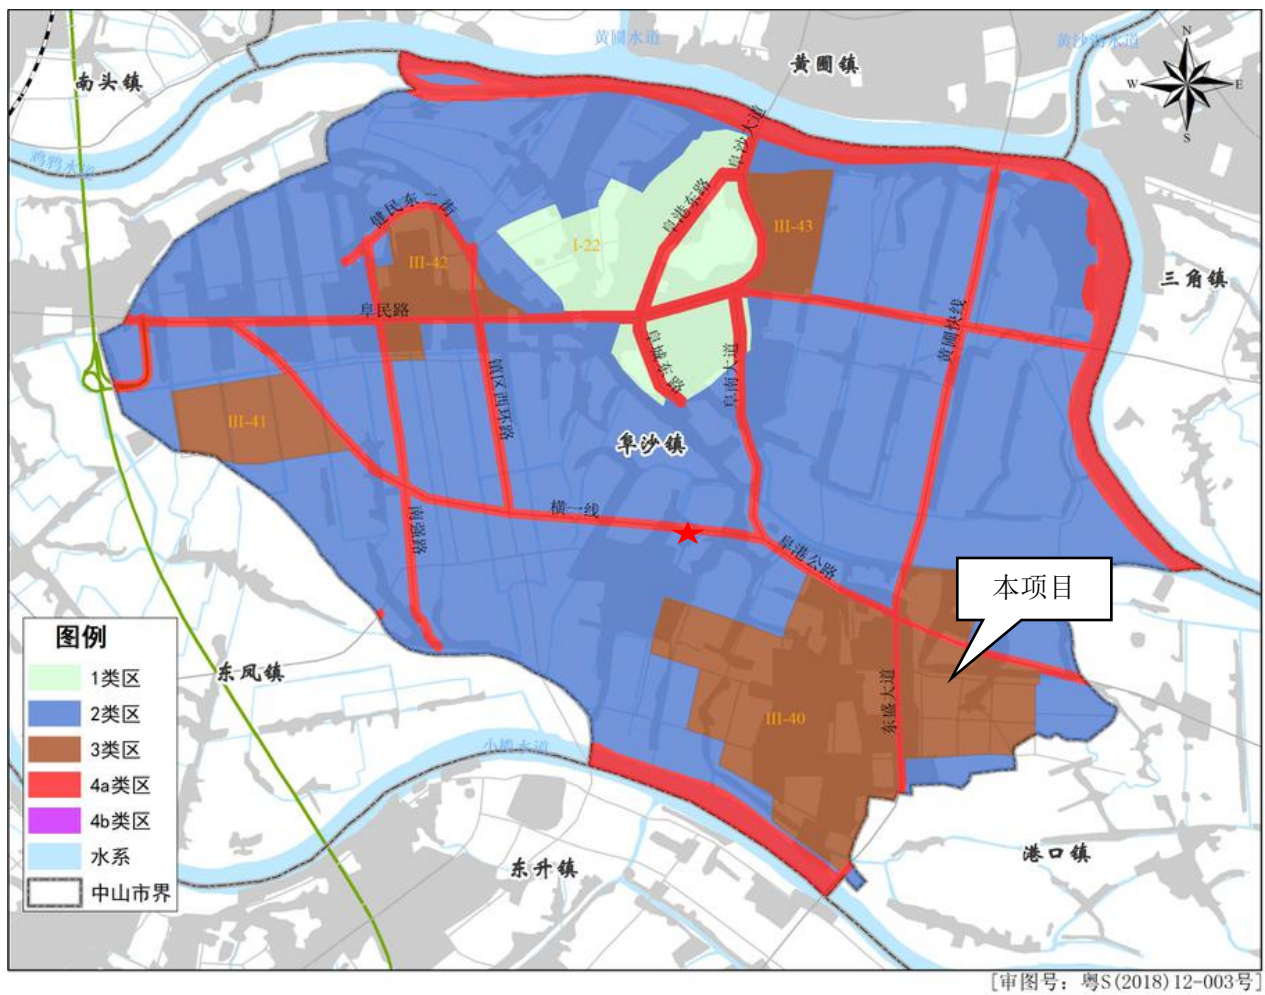 黄圃水道
黄沙沥水道
黄圃镇
南头镇
N
W
E
S
鸡鸦水道
阜沙大道
健民东二街
阜港东路
I-22
III-43
III-42
三角镇
阜民路
黄圃快线
阜城东路
阜南大道
镇区西环路
III-41
阜沙镇
横一线
南强路
阜港公路
本项目
图例
1类区
2类区
3类区
4a类区
4b类区
水系
中山市界
东凤镇
东盛大道
III-40
小榄水道
东升镇
港口镇
[审图号：粤S(2018)12-003号]